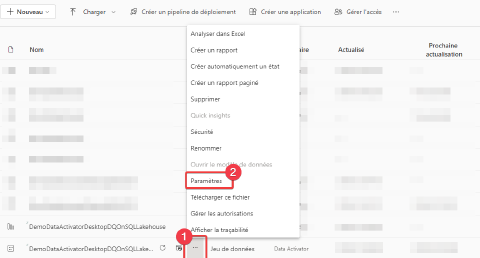 + Nouveau
Charger
Créer un pipeline de déploiement
Créer une application
Gérer l'accès
Nom
Analyser dans Excel
Créer un rapport
Créer automatiquement un état
Créer un rapport paginé
Supprimer
Quick insights
Sécurité
Renommer
Ouvrir le modèle de données
2
Paramètres
Télécharger ce fichier
Gérer les autorisations
Afficher la traçabilité
aire
Actualisé
Prochaine
actualisation
DemoDataActivatorDesktopDQOnSQLLakehouse
1
DemoDataActivatorDesktopDQOnSQLLake...
Jeu de données
Data Activator